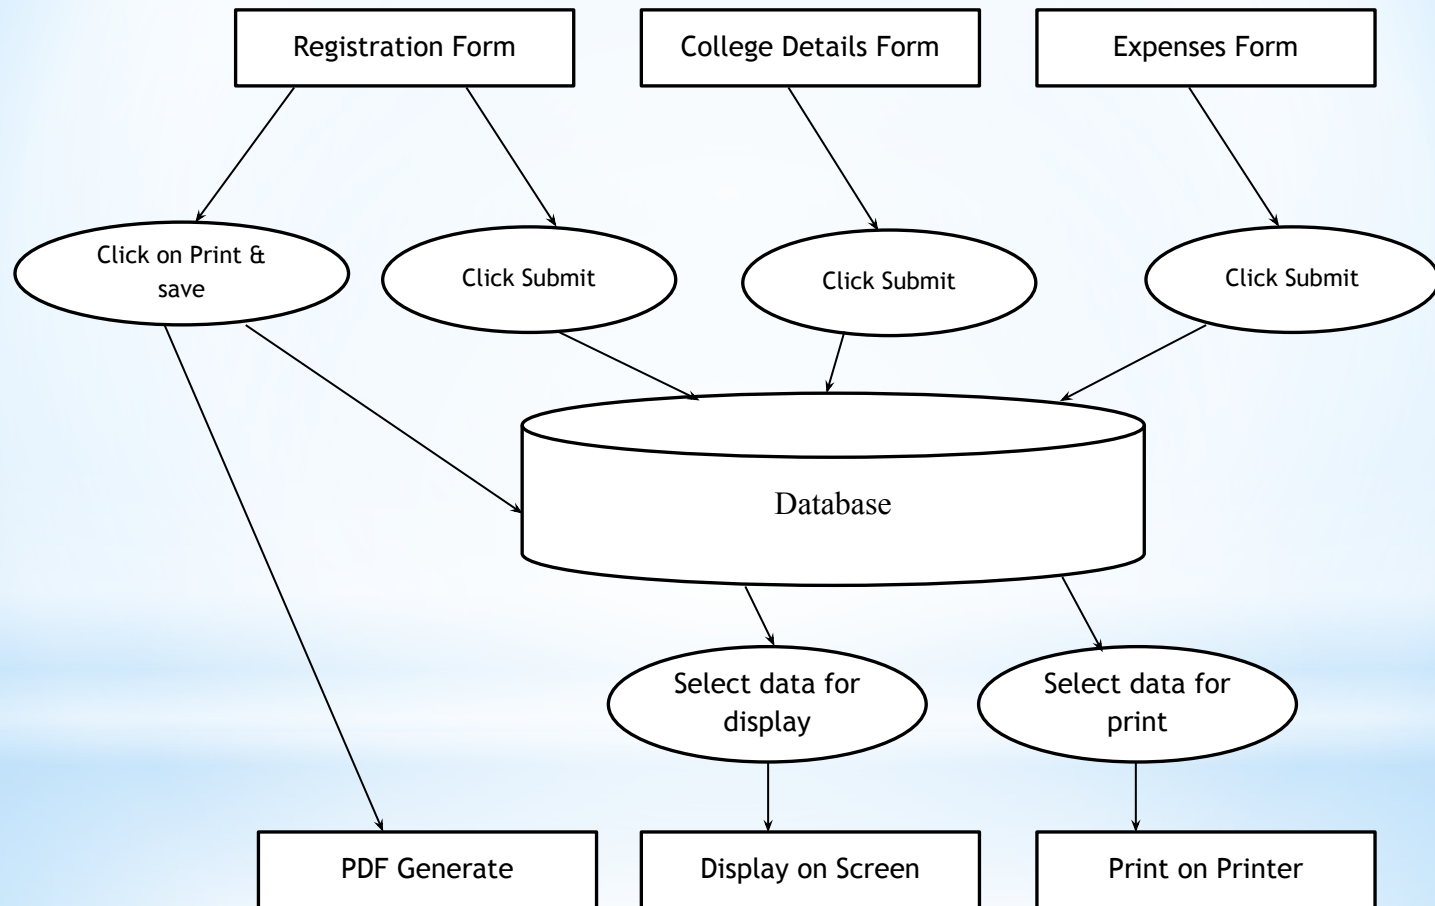 Registration Form
College Details Form
Expenses Form
Click on Print &
save
Click Submit
Click Submit
Click Submit
Database
Select data for
display
Select data for
print
PDF Generate
Display on Screen
Print on Printer